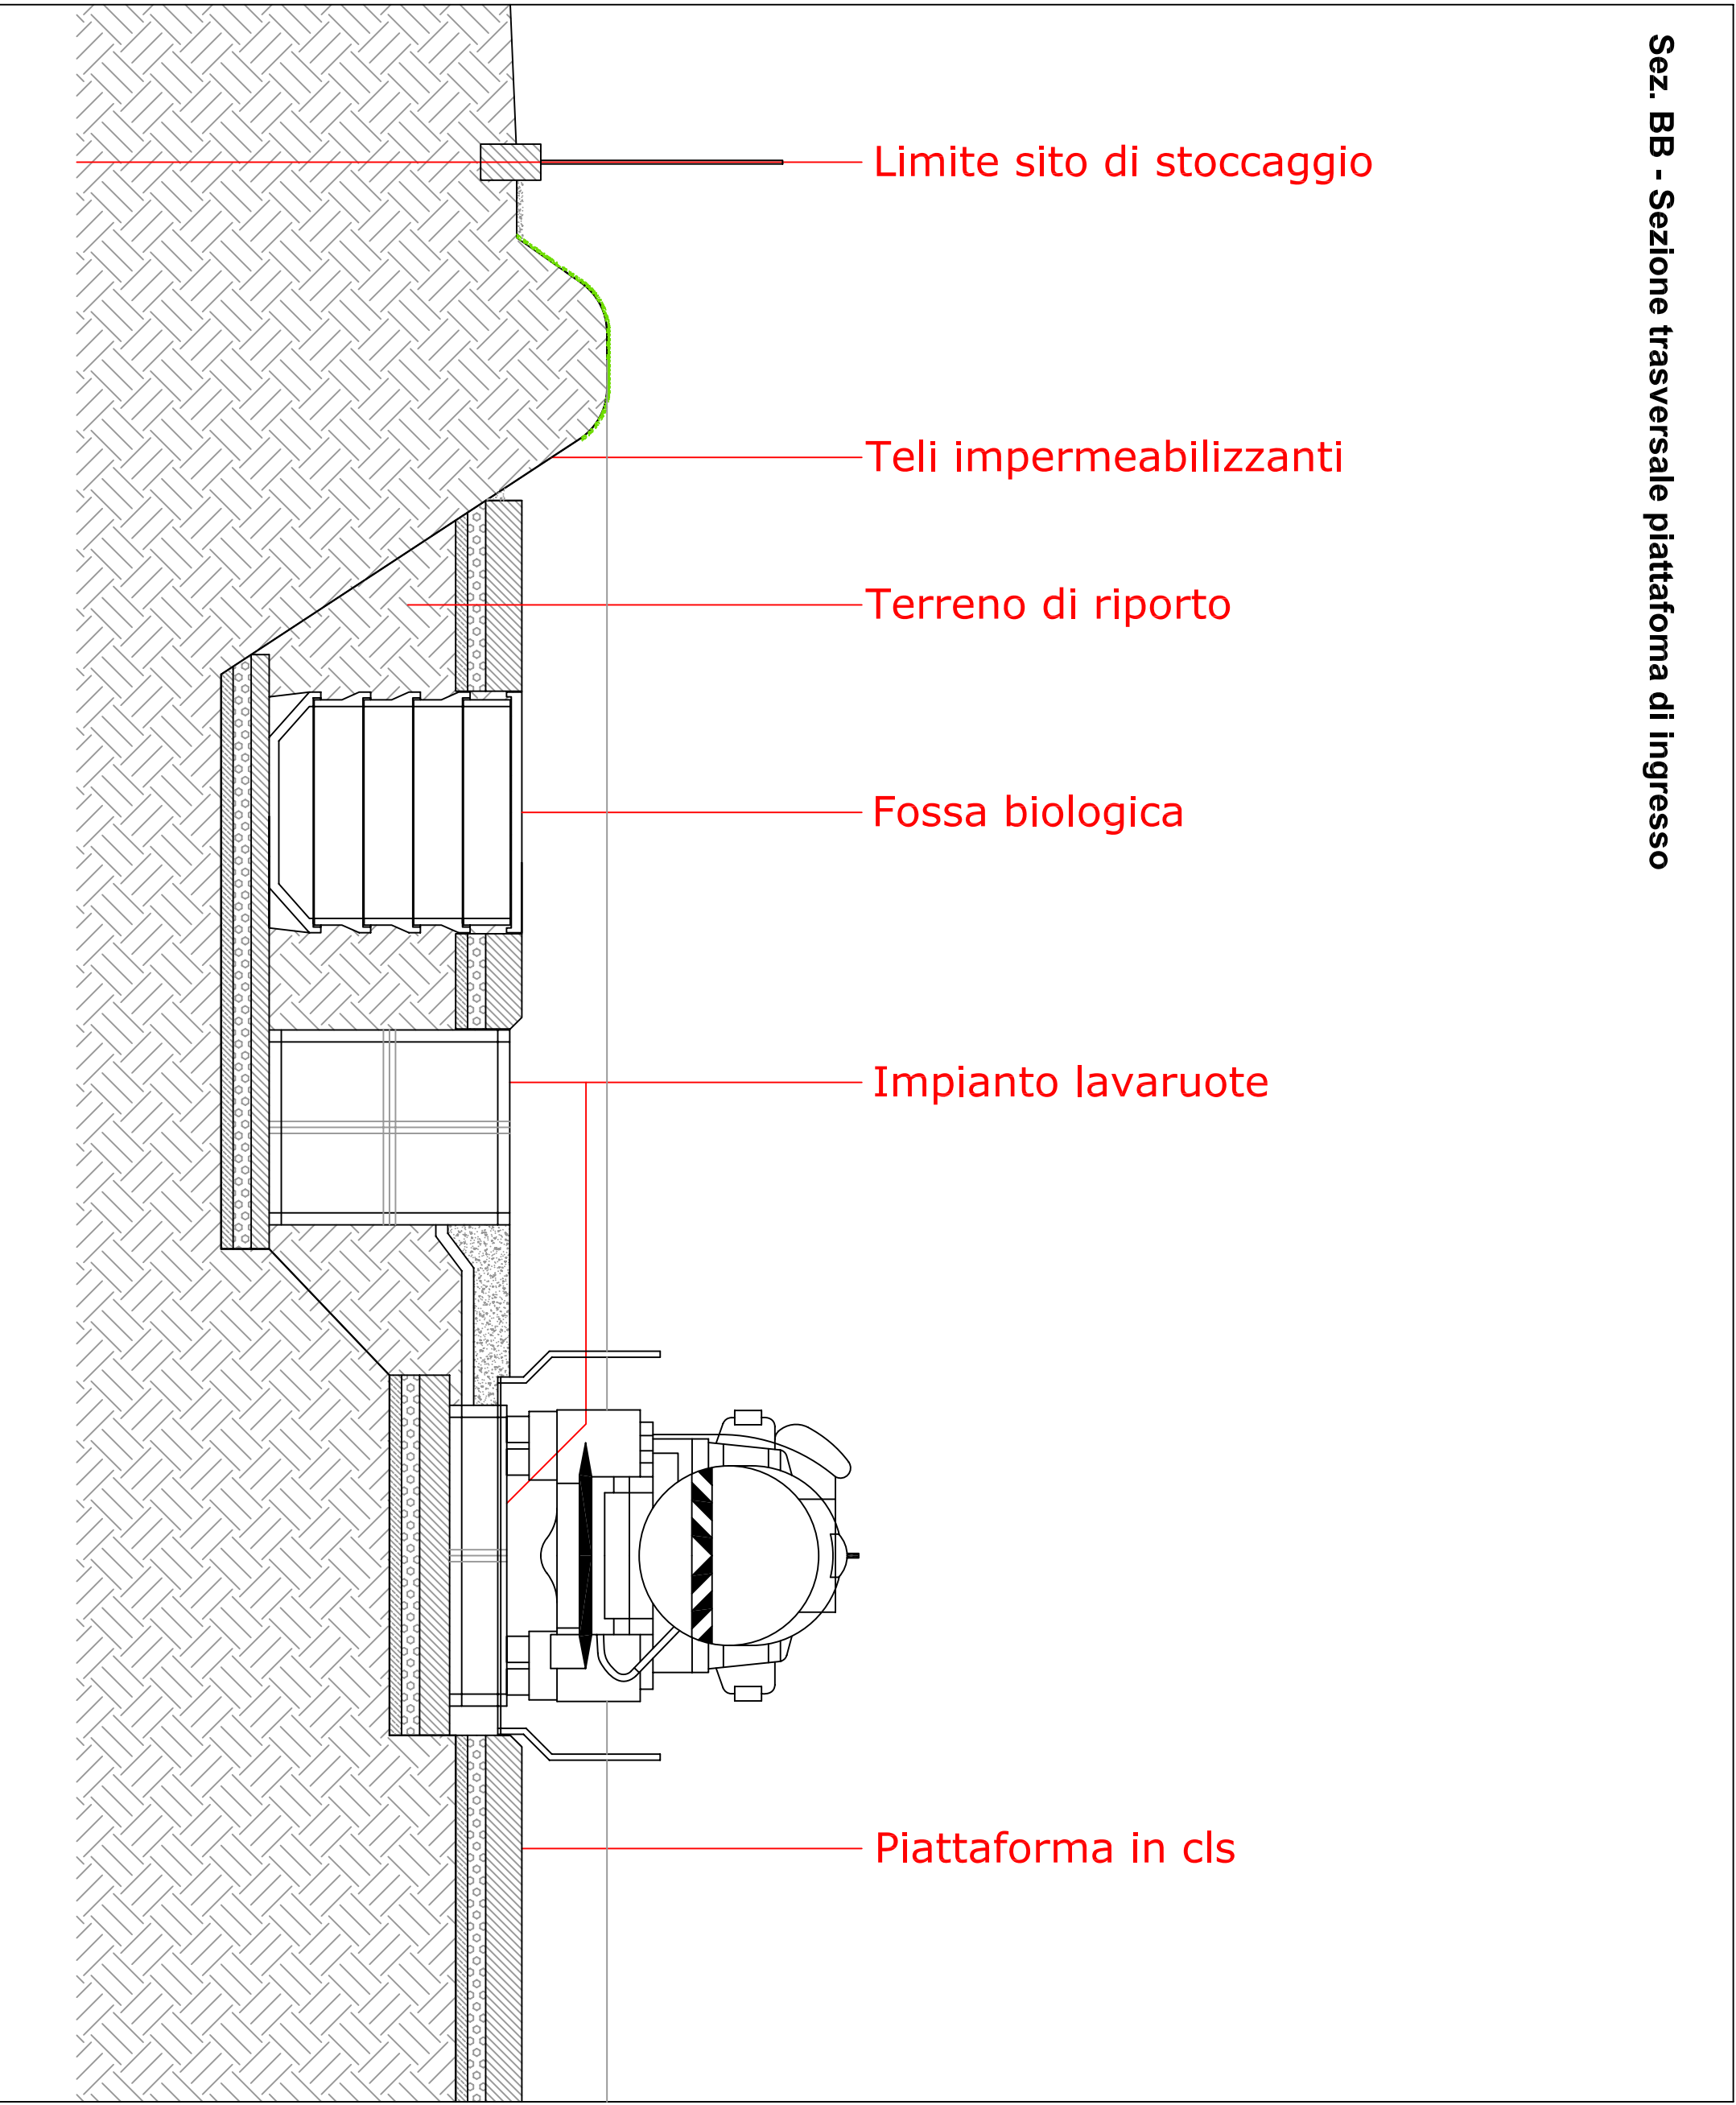 Sez. BB - Sezione trasversale piattafoma di ingresso
Limite sito di stoccaggio
Teli impermeabilizzanti
Terreno di riporto
Fossa biologica
Impianto lavaruote
Piattaforma in cls